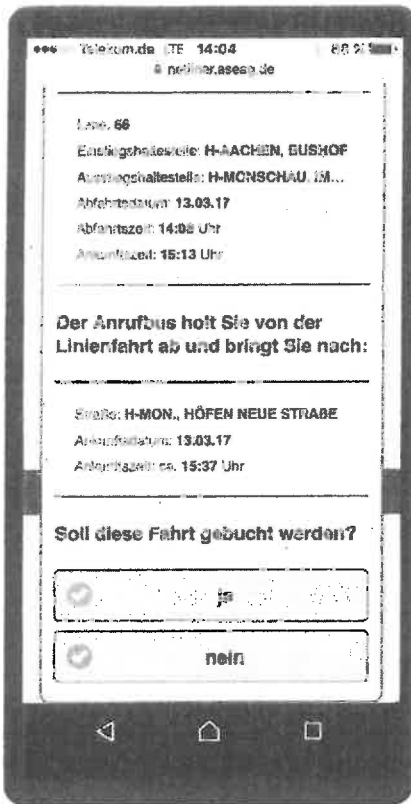 Telekom.de LTE 14:04 88 %
netliner.aseag.de
Linie: 66
Einstiegshaltestelle: H-AACHEN, BUSHOF
Ausstiegshaltestelle: H-MONSCHAU, IM...
Abfahrtsdatum: 13.03.17
Abfahrtszeit: 14:08 Uhr
Ankunftszeit: 15:13 Uhr
Der Anrufbus holt Sie von der
Linienfahrt ab und bringt Sie nach:
Straße: H-MON., HÖFEN NEUE STRAßE
Ankunftsdatum: 13.03.17
Ankunftszeit: ca. 15:37 Uhr
Soll diese Fahrt gebucht werden?
ja
nein